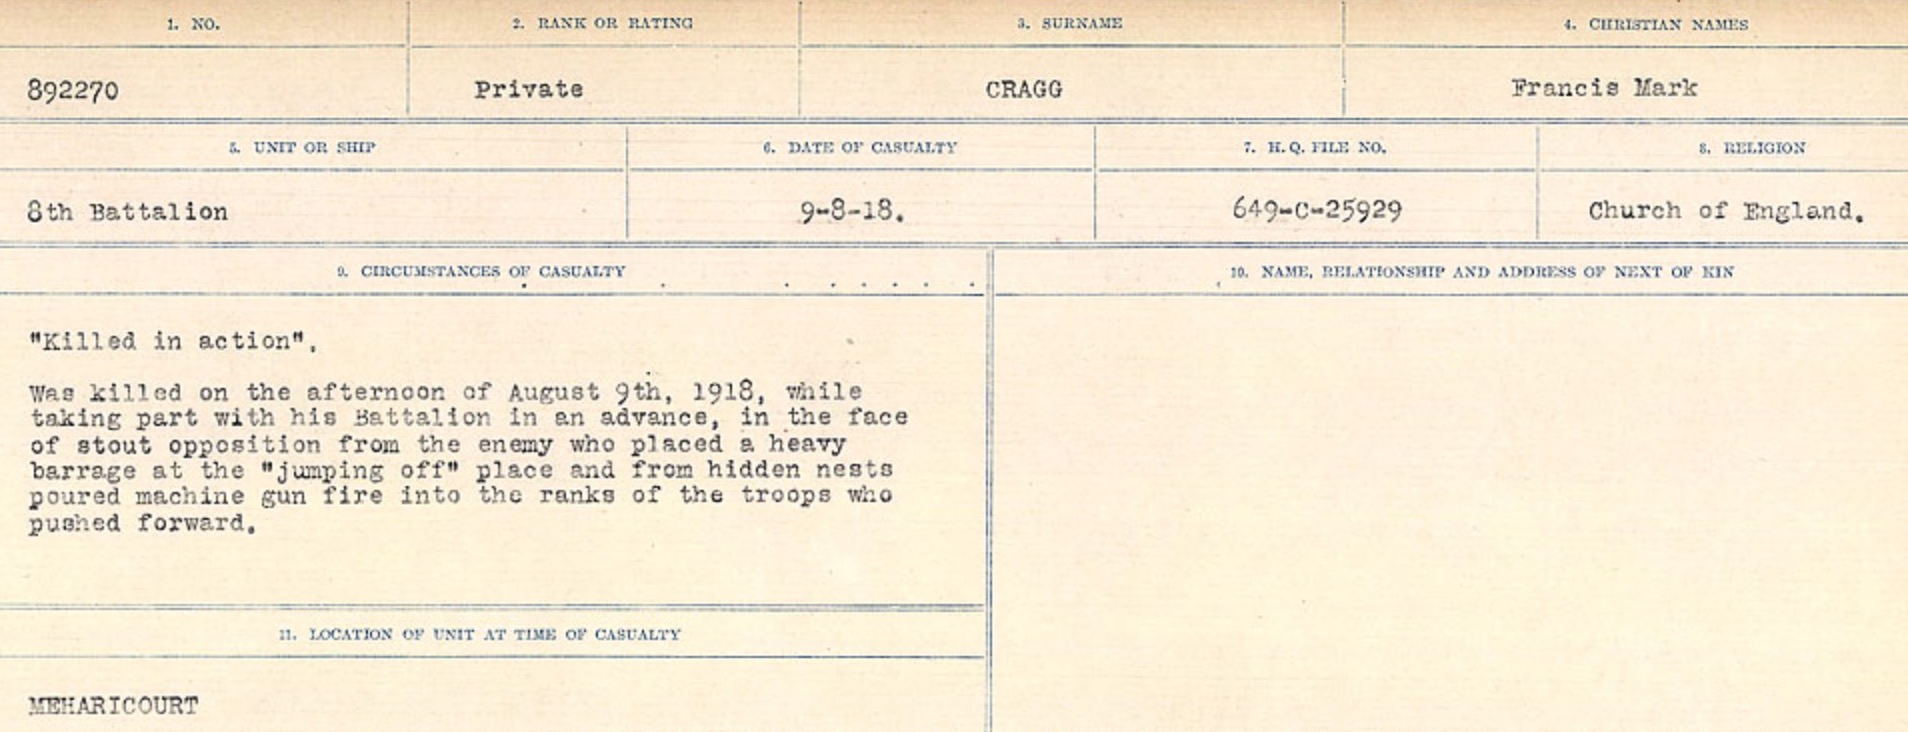 1. NO. 2. RANK OR RATING 3. SURNAME 4. CHRISTIAN NAMES
892270 Private CRAGG Francis Mark
5. UNIT OR SHIP 6. DATE OF CASUALTY 7. H. Q. FILE NO. 8. RELIGION
8th Battalion 9-8-18. 649-C-25929 Church of England.
9. CIRCUMSTANCES OF CASUALTY 10. NAME, RELATIONSHIP AND ADDRESS OF NEXT OF KIN
"Killed in action".
Was killed on the afternoon of August 9th, 1918, while
taking part with his Battalion in an advance, in the face
of stout opposition from the enemy who placed a heavy
barrage at the "jumping off" place and from hidden nests
poured machine gun fire into the ranks of the troops who
pushed forward.
11. LOCATION OF UNIT AT TIME OF CASUALTY
MEHARICOURT